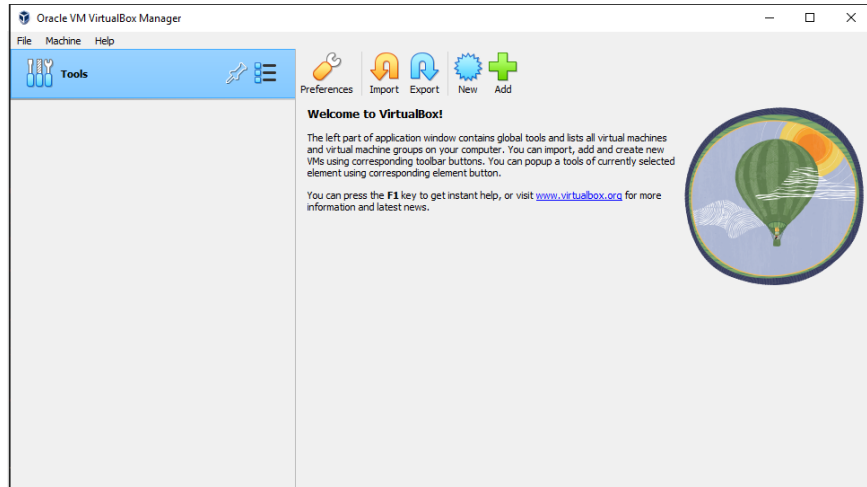 Oracle VM VirtualBox Manager
File Machine Help
Tools
Preferences Import Export New Add
Welcome to VirtualBox!
The left part of application window contains global tools and lists all virtual machines
and virtual machine groups on your computer. You can import, add and create new
VMs using corresponding toolbar buttons. You can popup a tools of currently selected
element using corresponding element button.
You can press the F1 key to get instant help, or visit www.virtualbox.org for more
information and latest news.